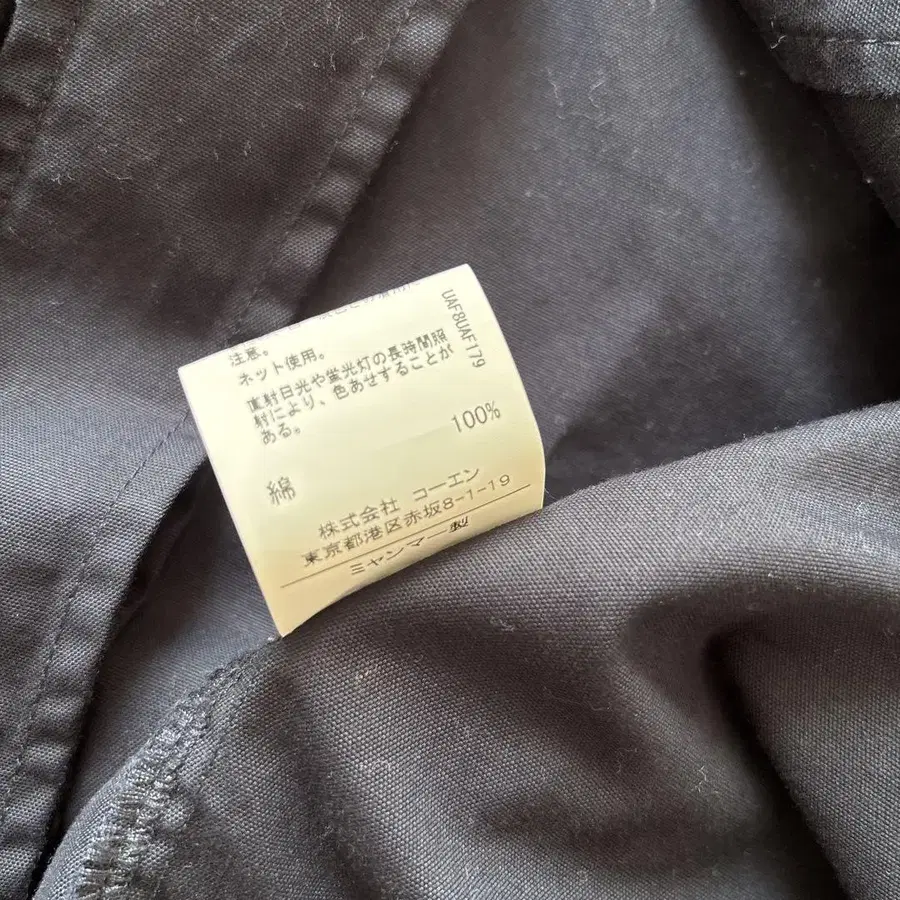 注意。
ネット使用。
直射日光や蛍光灯の長時間照
射により、色あせすることが
ある。
綿 100%
株式会社 コーエン
東京都港区赤坂8-1-19
ミャンマー製
UAF8UAF179